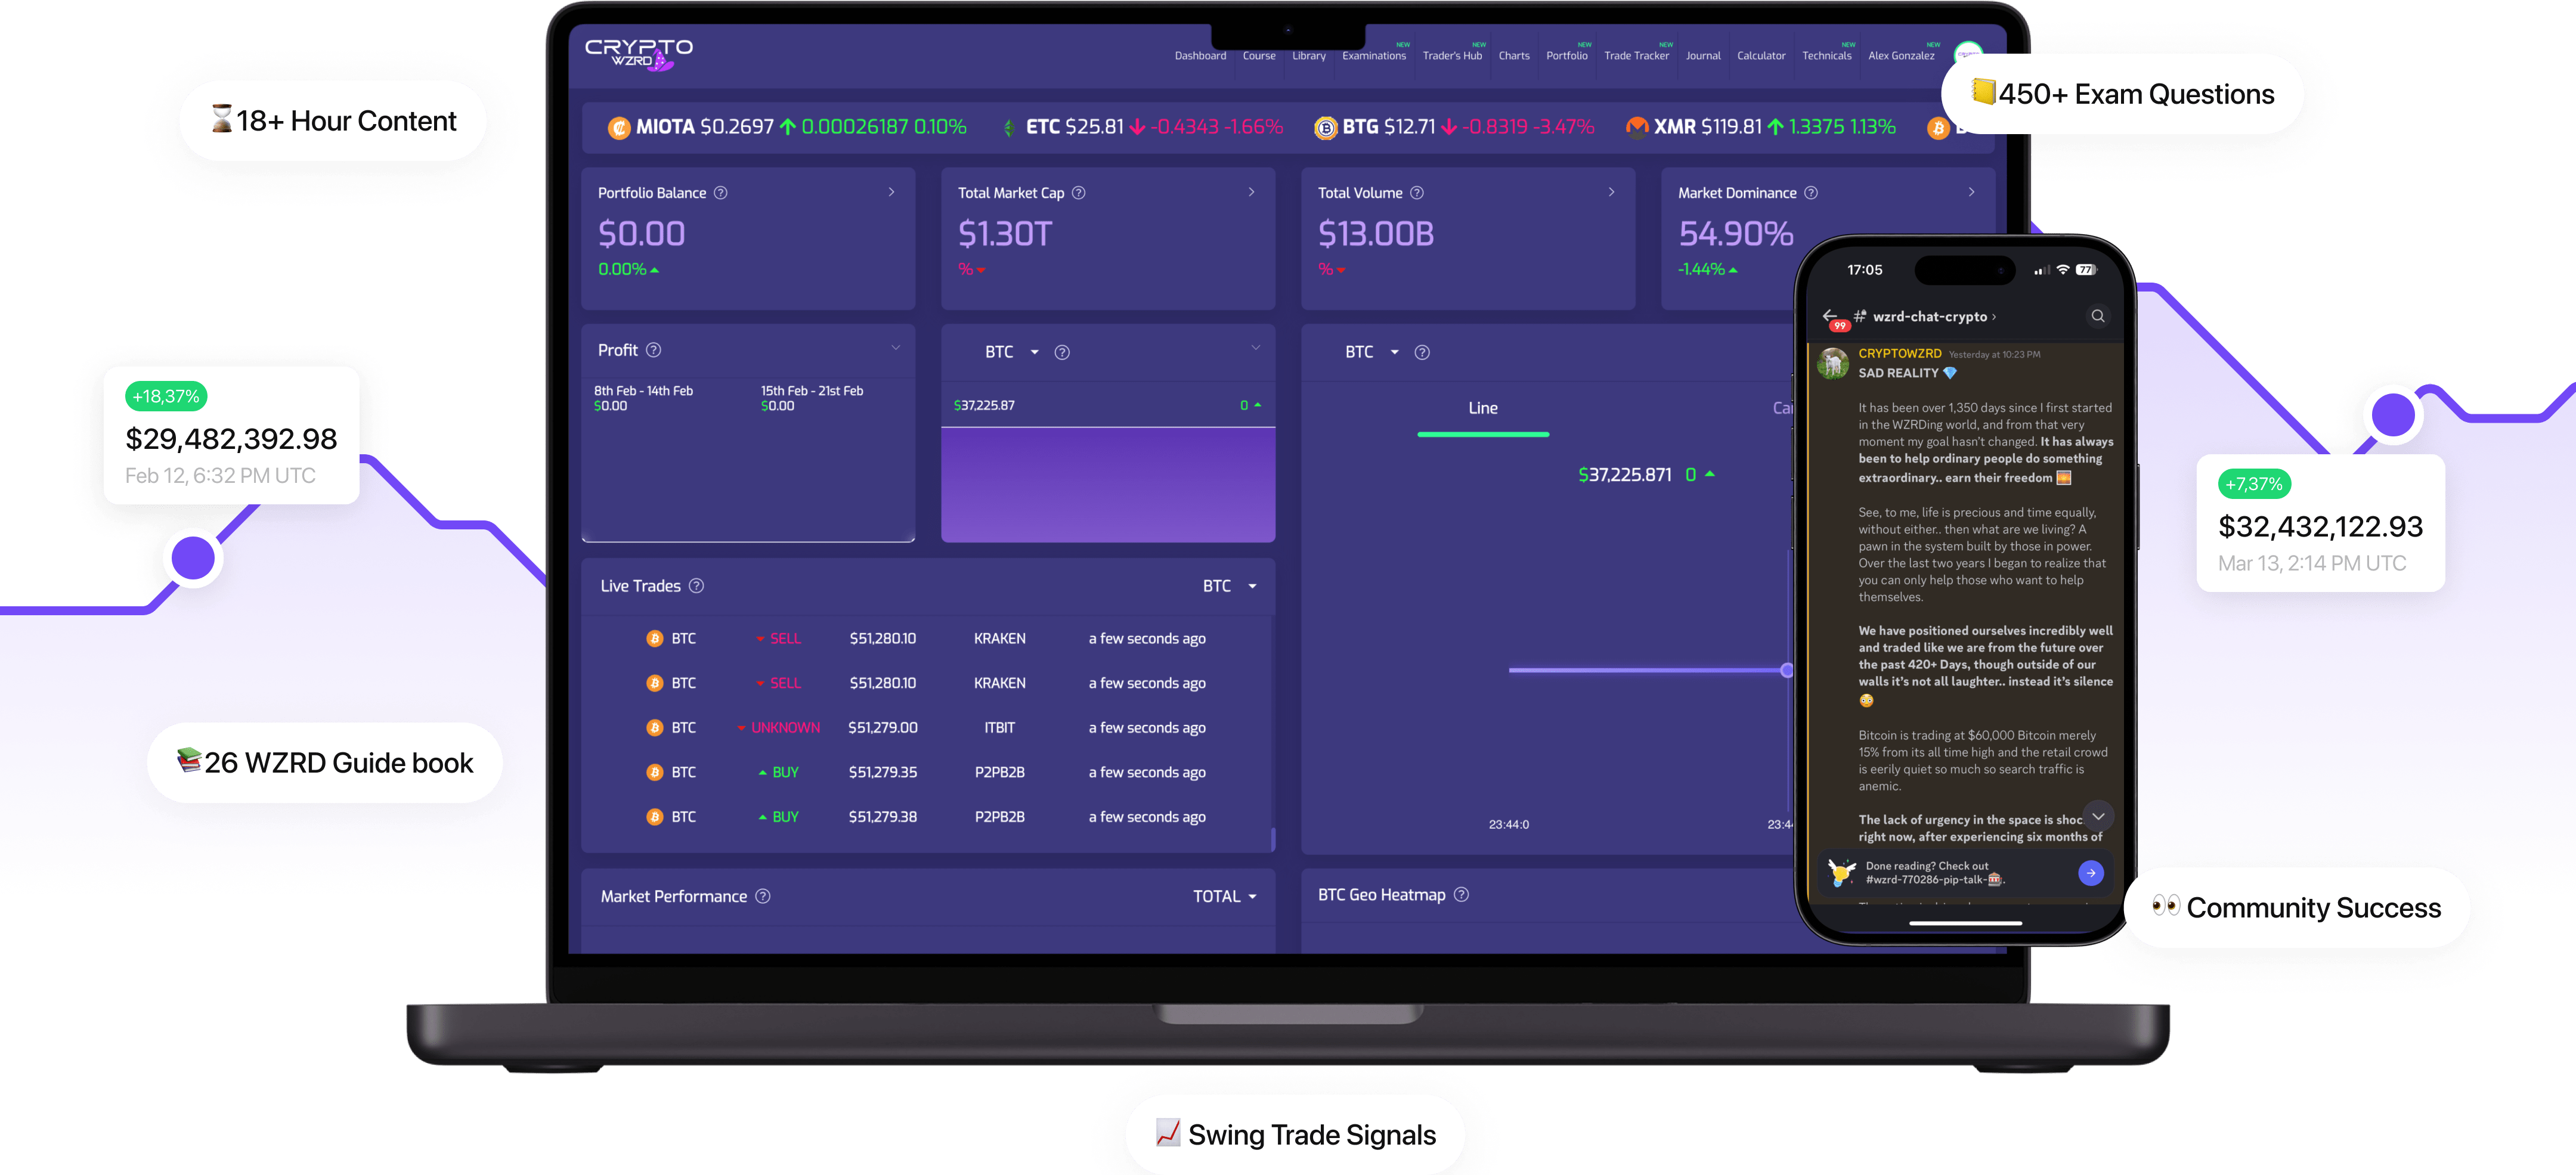 ⏳18+ Hour Content
📒450+ Exam Questions
+18,37%
$29,482,392.98
Feb 12, 6:32 PM UTC
📚26 WZRD Guide book
+7,37%
$32,432,122.93
Mar 13, 2:14 PM UTC
👀 Community Success
📈 Swing Trade Signals
CRYPTO
WZRD
Dashboard Course Library Examinations NEW Trader's Hub NEW Charts Portfolio NEW Trade Tracker NEW Journal Calculator Technicals NEW Alex Gonzalez NEW
MIOTA $0.2697 ↑ 0.00026187 0.10% ETC $25.81 ↓ -0.4343 -1.66% BTG $12.71 ↓ -0.8319 -3.47% XMR $119.81 ↑ 1.3375 1.13%
Portfolio Balance
$0.00
0.00%
Total Market Cap
$1.30T
%
Total Volume
$13.00B
%
Market Dominance
54.90%
-1.44%
Profit
8th Feb - 14th Feb 15th Feb - 21st Feb
$0.00 $0.00
BTC
$37,225.87 0
BTC
Line
$37,225.871 0
23:44:0
Live Trades BTC
BTC SELL $51,280.10 KRAKEN a few seconds ago
BTC SELL $51,280.10 KRAKEN a few seconds ago
BTC UNKNOWN $51,279.00 ITBIT a few seconds ago
BTC BUY $51,279.35 P2PB2B a few seconds ago
BTC BUY $51,279.38 P2PB2B a few seconds ago
Market Performance TOTAL
BTC Geo Heatmap
17:05 77
99 # wzrd-chat-crypto ›
CRYPTOWZRD Yesterday at 10:23 PM
SAD REALITY 💎
It has been over 1,350 days since I first started
in the WZRDing world, and from that very
moment my goal hasn't changed. It has always
been to help ordinary people do something
extraordinary.. earn their freedom 🌅
See, to me, life is precious and time equally,
without either.. then what are we living? A
pawn in the system built by those in power.
Over the last two years I began to realize that
you can only help those who want to help
themselves.
We have positioned ourselves incredibly well
and traded like we are from the future over
the past 420+ Days, though outside of our
walls it's not all laughter.. instead it's silence
😳
Bitcoin is trading at $60,000 Bitcoin merely
15% from its all time high and the retail crowd
is eerily quiet so much so search traffic is
anemic.
The lack of urgency in the space is
right now, after experiencing six months of
Done reading? Check out
#wzrd-770286-pip-talk-🎰.